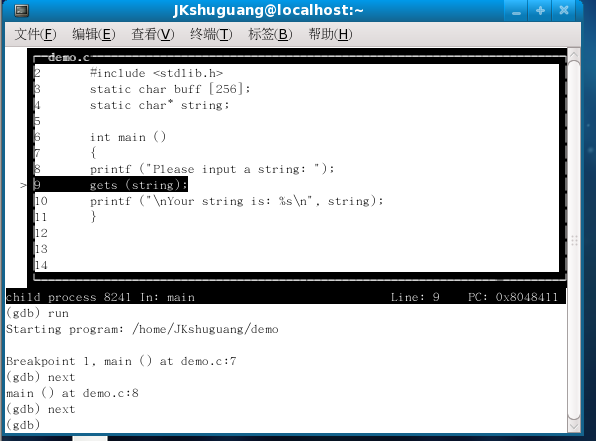 JKshuguang@localhost:~
文件(F) 编辑(E) 查看(V) 终端(T) 标签(B) 帮助(H)
demo.c
2 #include <stdlib.h>
3 static char buff [256];
4 static char* string;
5
6 int main ()
7 {
8 printf ("Please input a string: ");
> 9 gets (string);
10 printf ("\nYour string is: %s\n", string);
11 }
12
13
14
child process 8241 In: main Line: 9 PC: 0x8048411
(gdb) run
Starting program: /home/JKshuguang/demo
Breakpoint 1, main () at demo.c:7
(gdb) next
main () at demo.c:8
(gdb) next
(gdb)